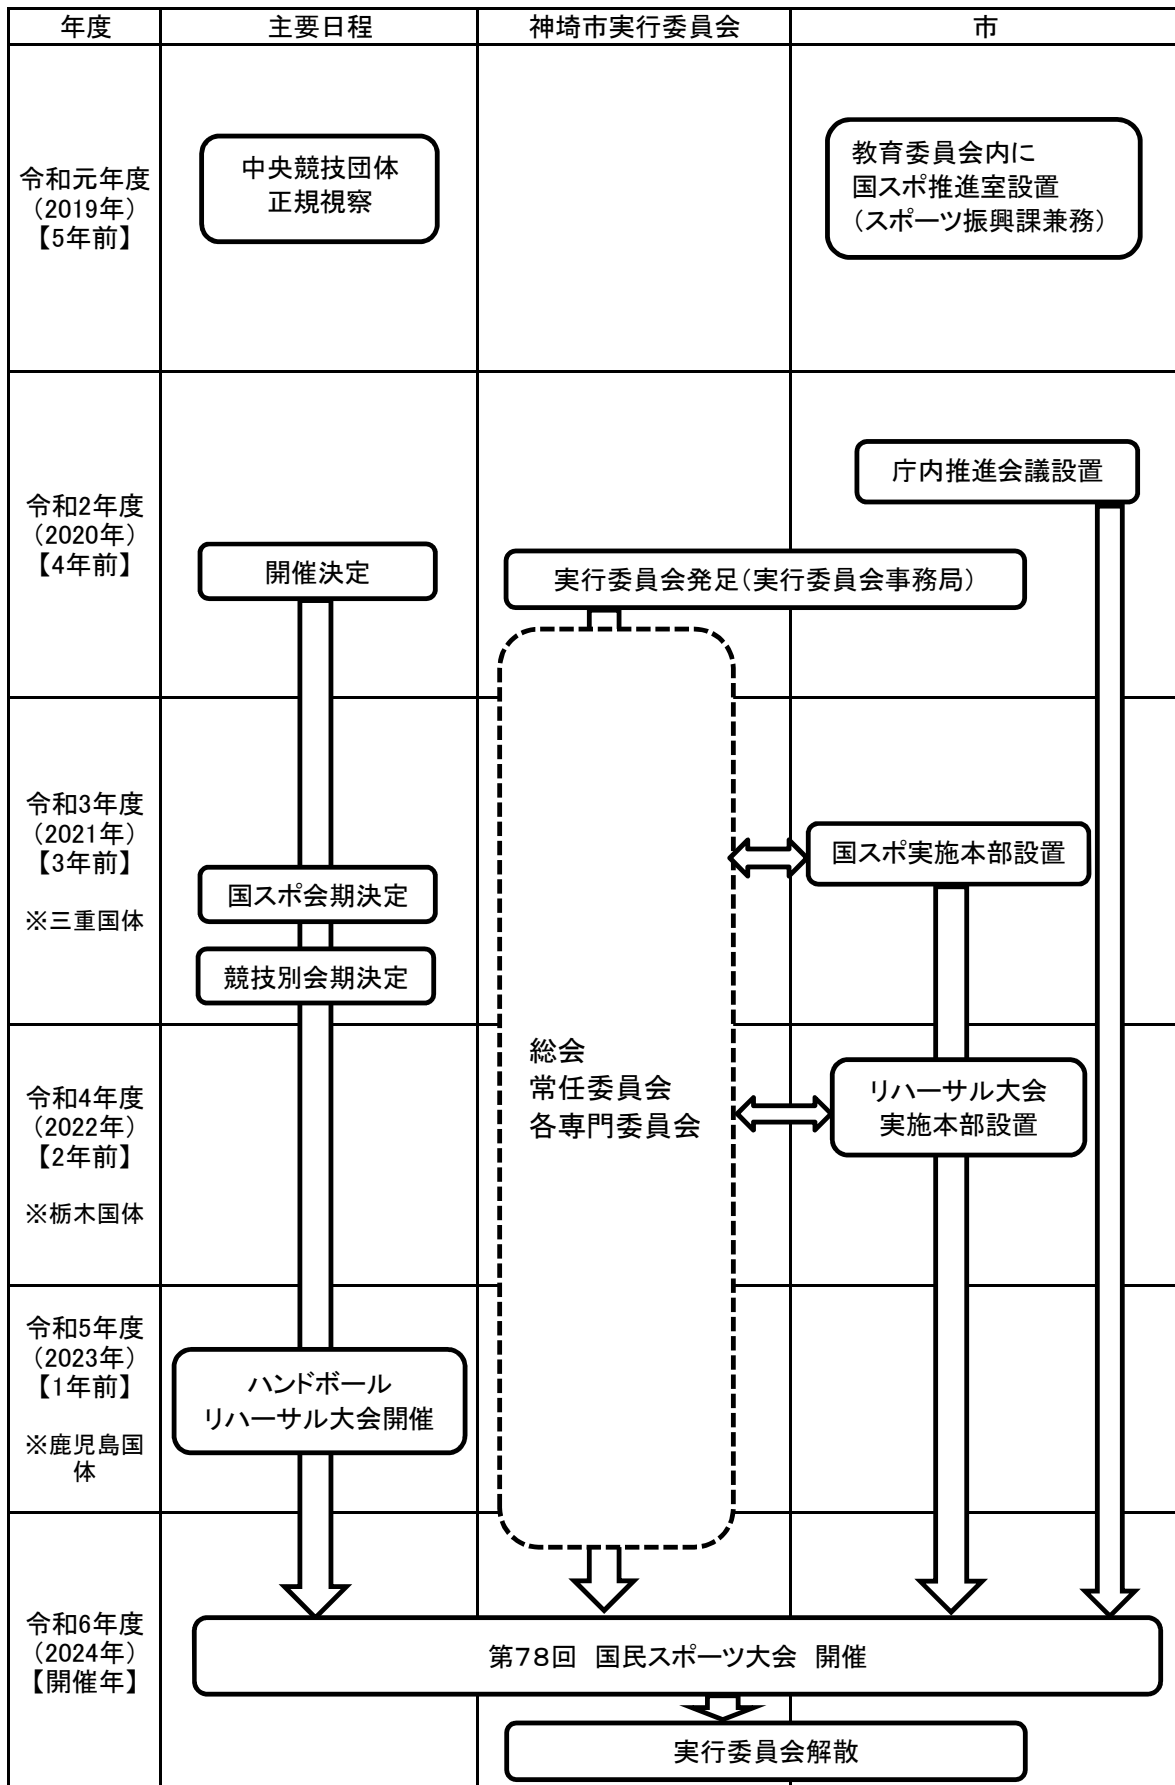 年度
主要日程
神埼市実行委員会
市
令和元年度
（2019年）
【5年前】
中央競技団体
正規視察
教育委員会内に
国スポ推進室設置
（スポーツ振興課兼務）
令和2年度
（2020年）
【4年前】
庁内推進会議設置
開催決定
実行委員会発足（実行委員会事務局）
令和3年度
（2021年）
【3年前】
※三重国体
国スポ実施本部設置
国スポ会期決定
競技別会期決定
総会
常任委員会
各専門委員会
令和4年度
（2022年）
【2年前】
※栃木国体
リハーサル大会
実施本部設置
令和5年度
（2023年）
【1年前】
※鹿児島国
体
ハンドボール
リハーサル大会開催
令和6年度
（2024年）
【開催年】
第78回　国民スポーツ大会　開催
実行委員会解散